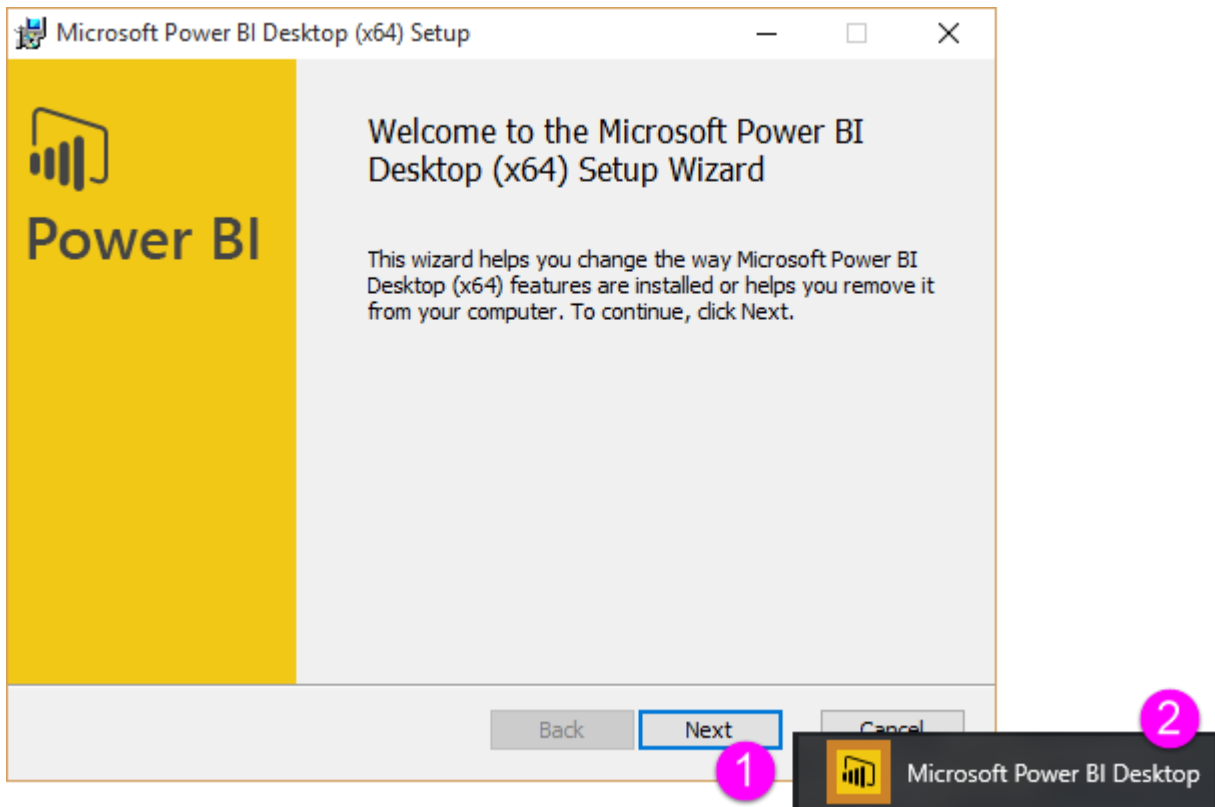 Microsoft Power BI Desktop (x64) Setup
Power BI
Welcome to the Microsoft Power BI
Desktop (x64) Setup Wizard
This wizard helps you change the way Microsoft Power BI
Desktop (x64) features are installed or helps you remove it
from your computer. To continue, click Next.
Back Next Cancel
1
2
Microsoft Power BI Desktop